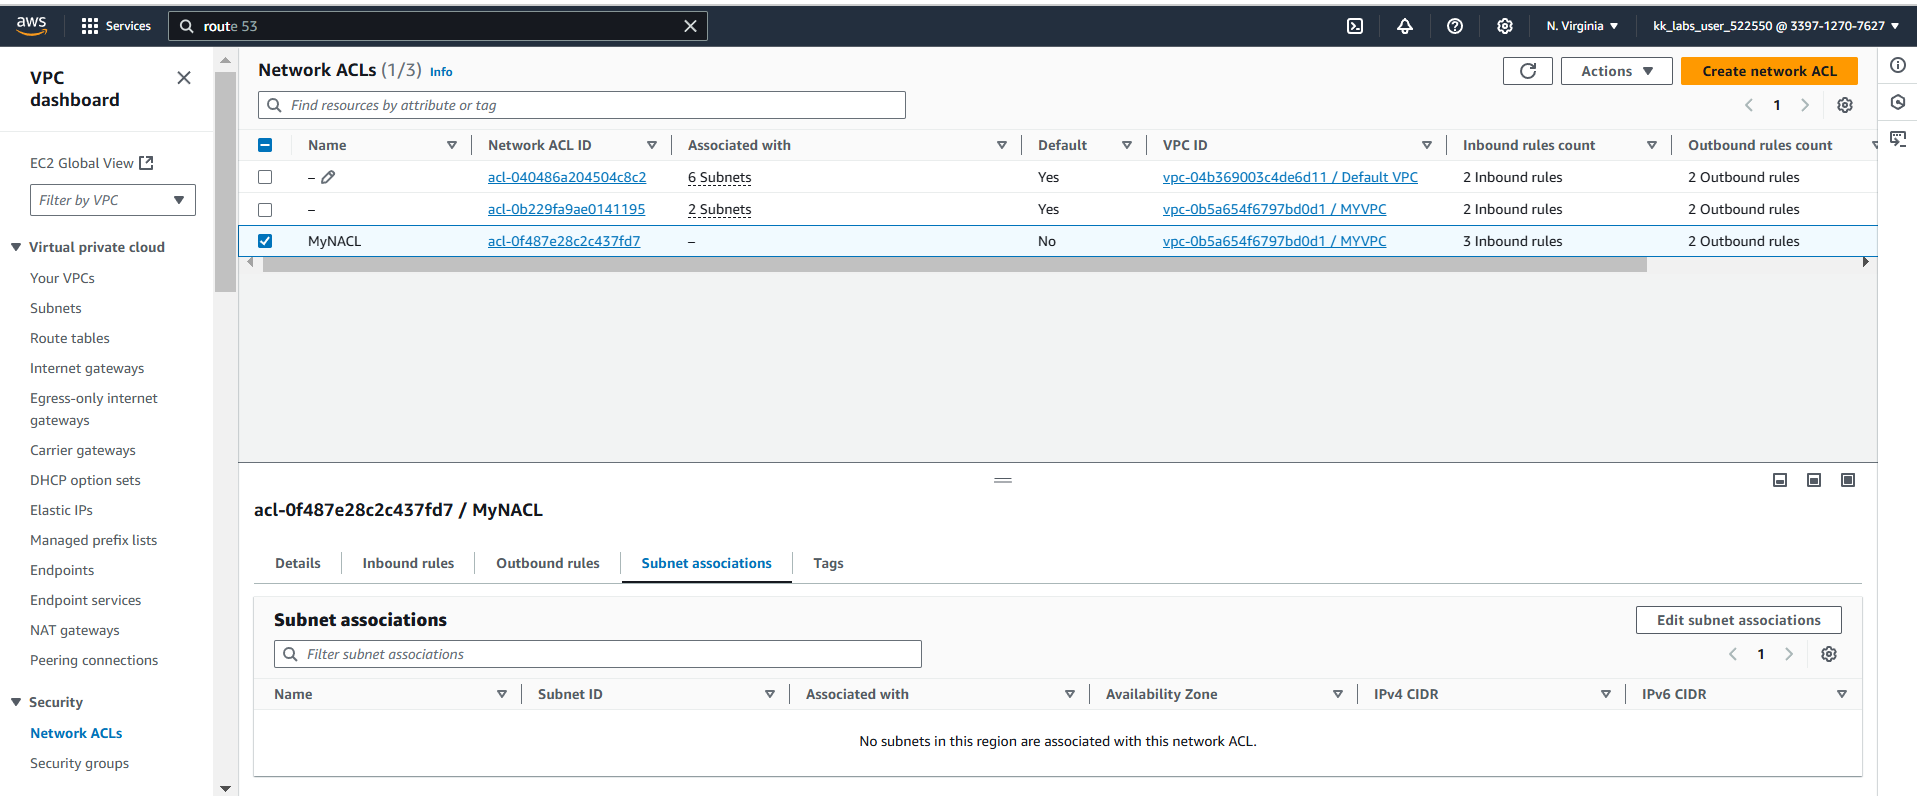 aws
Services
route 53
N. Virginia
kk_labs_user_522550 @ 3397-1270-7627
VPC
dashboard
EC2 Global View
Filter by VPC
Virtual private cloud
Your VPCs
Subnets
Route tables
Internet gateways
Egress-only internet
gateways
Carrier gateways
DHCP option sets
Elastic IPs
Managed prefix lists
Endpoints
Endpoint services
NAT gateways
Peering connections
Security
Network ACLs
Security groups
Network ACLs (1/3) Info
Actions
Create network ACL
Find resources by attribute or tag
1
Name Network ACL ID Associated with Default VPC ID Inbound rules count Outbound rules count
– acl-040486a204504c8c2 6 Subnets Yes vpc-04b369003c4de6d11 / Default VPC 2 Inbound rules 2 Outbound rules
– acl-0b229fa9ae0141195 2 Subnets Yes vpc-0b5a654f6797bd0d1 / MYVPC 2 Inbound rules 2 Outbound rules
MyNACL acl-0f487e28c2c437fd7 – No vpc-0b5a654f6797bd0d1 / MYVPC 3 Inbound rules 2 Outbound rules
acl-0f487e28c2c437fd7 / MyNACL
Details Inbound rules Outbound rules Subnet associations Tags
Subnet associations
Edit subnet associations
Filter subnet associations
1
Name Subnet ID Associated with Availability Zone IPv4 CIDR IPv6 CIDR
No subnets in this region are associated with this network ACL.